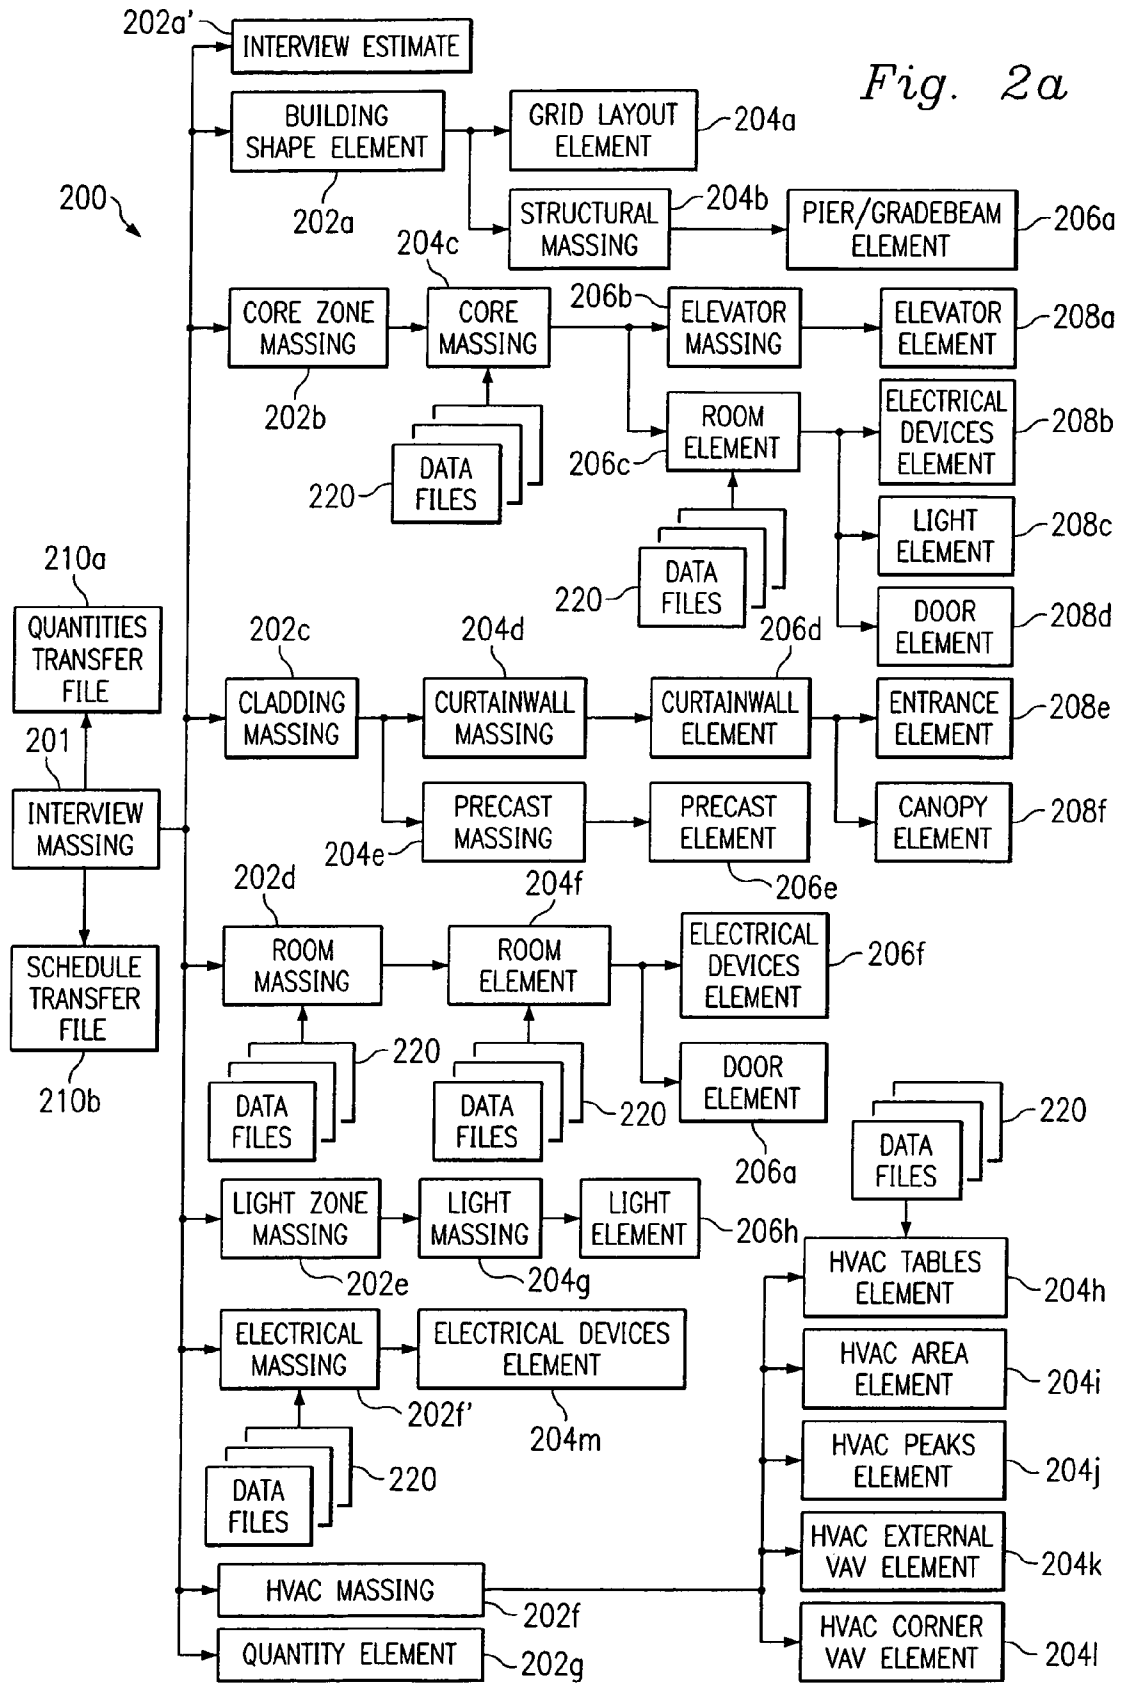 202a'
INTERVIEW ESTIMATE
Fig. 2a
BUILDING
SHAPE ELEMENT
202a
GRID LAYOUT
ELEMENT
204a
200
STRUCTURAL
MASSING
204b
PIER/GRADEBEAM
ELEMENT
206a
CORE ZONE
MASSING
202b
204c
CORE
MASSING
206b
ELEVATOR
MASSING
ELEVATOR
ELEMENT
208a
220
DATA
FILES
206c
ROOM
ELEMENT
ELECTRICAL
DEVICES
ELEMENT
208b
220
DATA
FILES
LIGHT
ELEMENT
208c
DOOR
ELEMENT
208d
210a
QUANTITIES
TRANSFER
FILE
201
INTERVIEW
MASSING
SCHEDULE
TRANSFER
FILE
210b
202c
CLADDING
MASSING
204d
CURTAINWALL
MASSING
206d
CURTAINWALL
ELEMENT
ENTRANCE
ELEMENT
208e
204e
PRECAST
MASSING
PRECAST
ELEMENT
206e
CANOPY
ELEMENT
208f
202d
ROOM
MASSING
204f
ROOM
ELEMENT
ELECTRICAL
DEVICES
ELEMENT
206f
220
DATA
FILES
220
DATA
FILES
DOOR
ELEMENT
206a
220
DATA
FILES
LIGHT ZONE
MASSING
202e
LIGHT
MASSING
204g
LIGHT
ELEMENT
206h
HVAC TABLES
ELEMENT
204h
ELECTRICAL
MASSING
202f'
ELECTRICAL DEVICES
ELEMENT
204m
HVAC AREA
ELEMENT
204i
220
DATA
FILES
HVAC PEAKS
ELEMENT
204j
HVAC EXTERNAL
VAV ELEMENT
204k
HVAC MASSING
202f
HVAC CORNER
VAV ELEMENT
204l
QUANTITY ELEMENT
202g